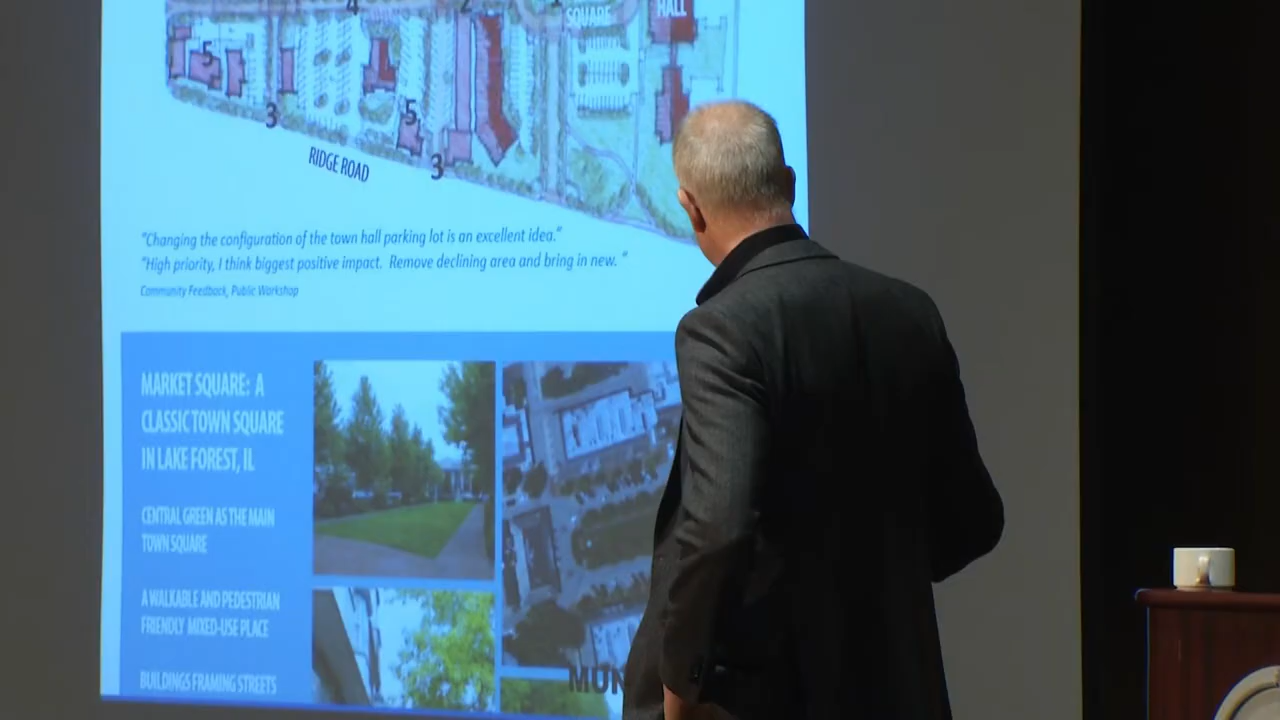 4
2
1
SQUARE
HALL
5
3
5
3
RIDGE ROAD
"Changing the configuration of the town hall parking lot is an excellent idea."
"High priority, I think biggest positive impact. Remove declining area and bring in new. "
Community Feedback, Public Workshop
MARKET SQUARE: A
CLASSIC TOWN SQUARE
IN LAKE FOREST, IL
CENTRAL GREEN AS THE MAIN
TOWN SQUARE
A WALKABLE AND PEDESTRIAN
FRIENDLY MIXED-USE PLACE
BUILDINGS FRAMING STREETS
MUN